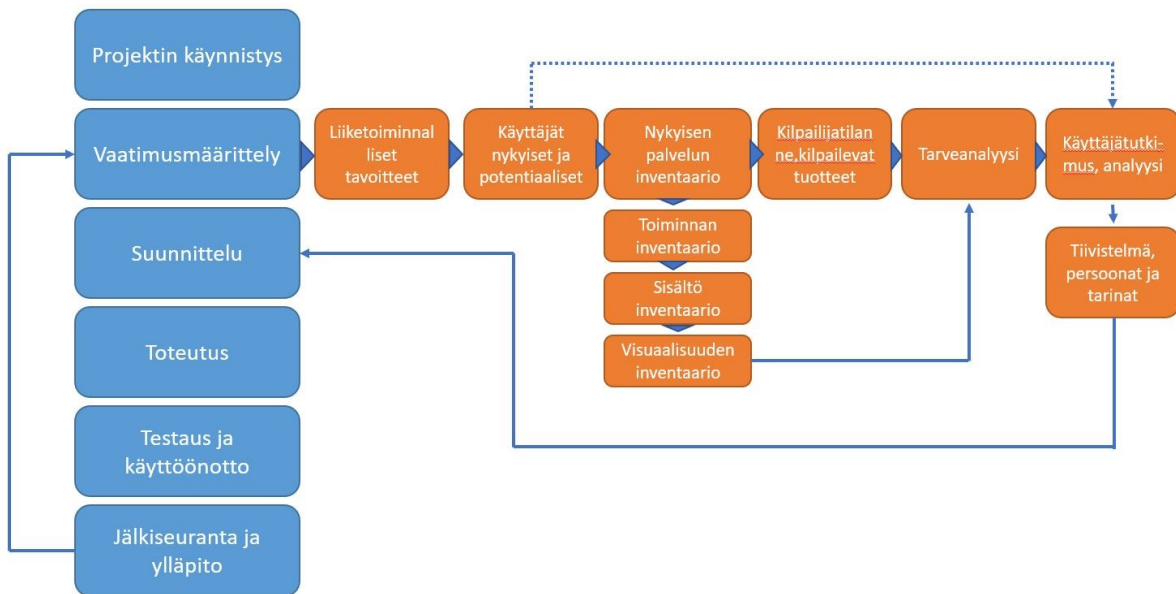 Projektin käynnistys
Vaatimusmäärittely
Liiketoiminnal
liset
tavoitteet
Käyttäjät
nykyiset ja
potentiaaliset
Nykyisen
palvelun
inventaario
Kilpailijatilan
ne,kilpailevat
tuotteet
Tarveanalyysi
Käyttäjätutki-
mus, analyysi
Toiminnan
inventaario
Sisältö
inventaario
Visuaalisuuden
inventaario
Tiivistelmä,
persoonat ja
tarinat
Suunnittelu
Toteutus
Testaus ja
käyttöönotto
Jälkiseuranta ja
ylläpito